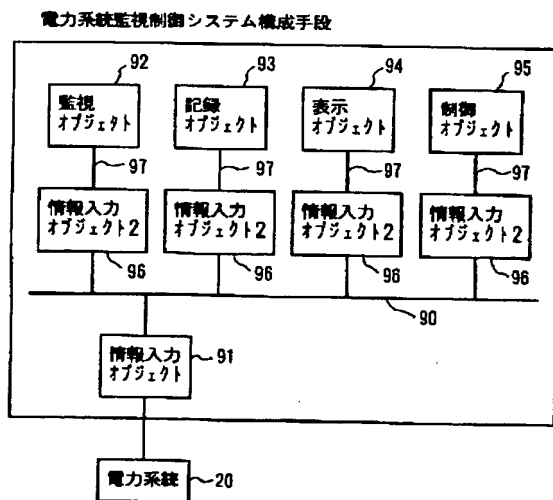 電力系統監視制御システム構成手段
92
93
94
95
監視
オブジェクト
記録
オブジェクト
表示
オブジェクト
制御
オブジェクト
97
97
97
97
情報入力
オブジェクト2
情報入力
オブジェクト2
情報入力
オブジェクト2
情報入力
オブジェクト2
96
96
96
96
90
情報入力
オブジェクト
91
電力系統
20